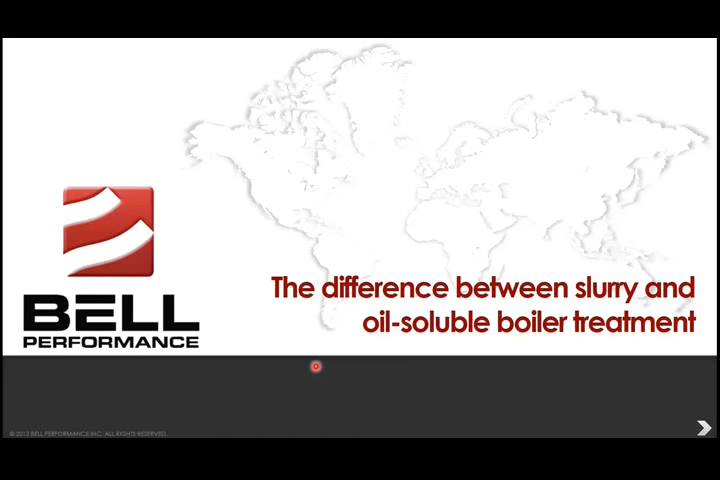 The difference between slurry and
oil-soluble boiler treatment
BELL
PERFORMANCE
© 2013 BELL PERFORMANCE INC. ALL RIGHTS RESERVED.